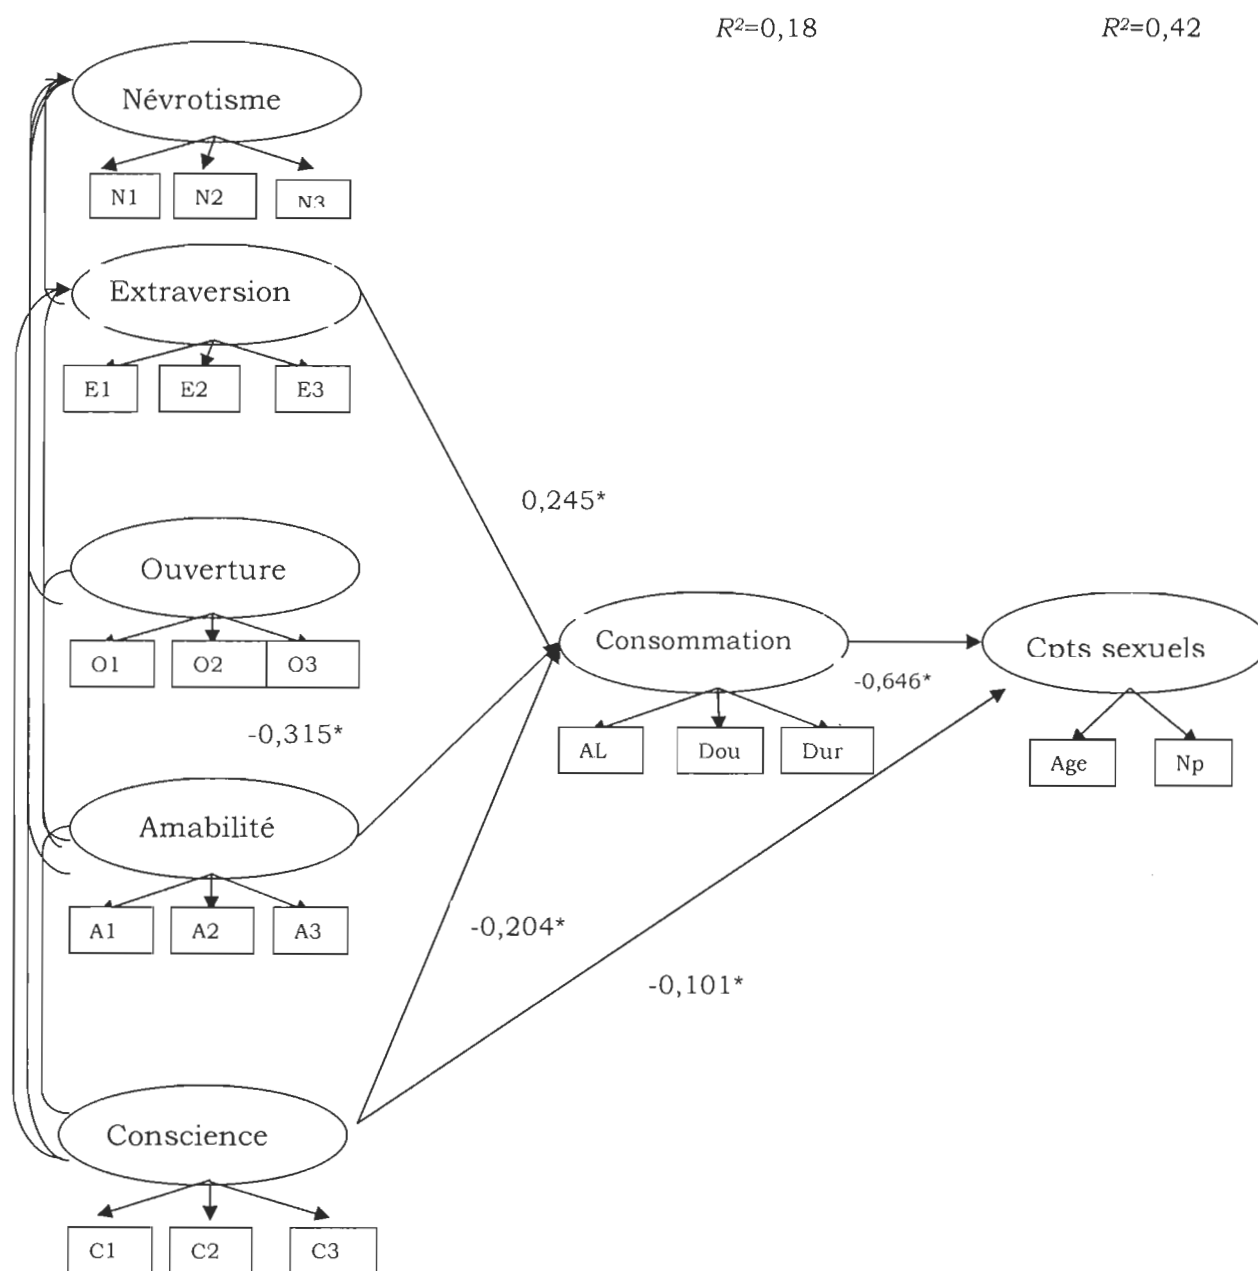 R²=0,18 R²=0,42
Névrotisme
N1 N2 N3
Extraversion
E1 E2 E3
0,245*
Ouverture
O1 O2 O3
Consommation
Cpts sexuels
-0,646*
-0,315*
AL Dou Dur
Age Np
Amabilité
A1 A2 A3
-0,204*
-0,101*
Conscience
C1 C2 C3